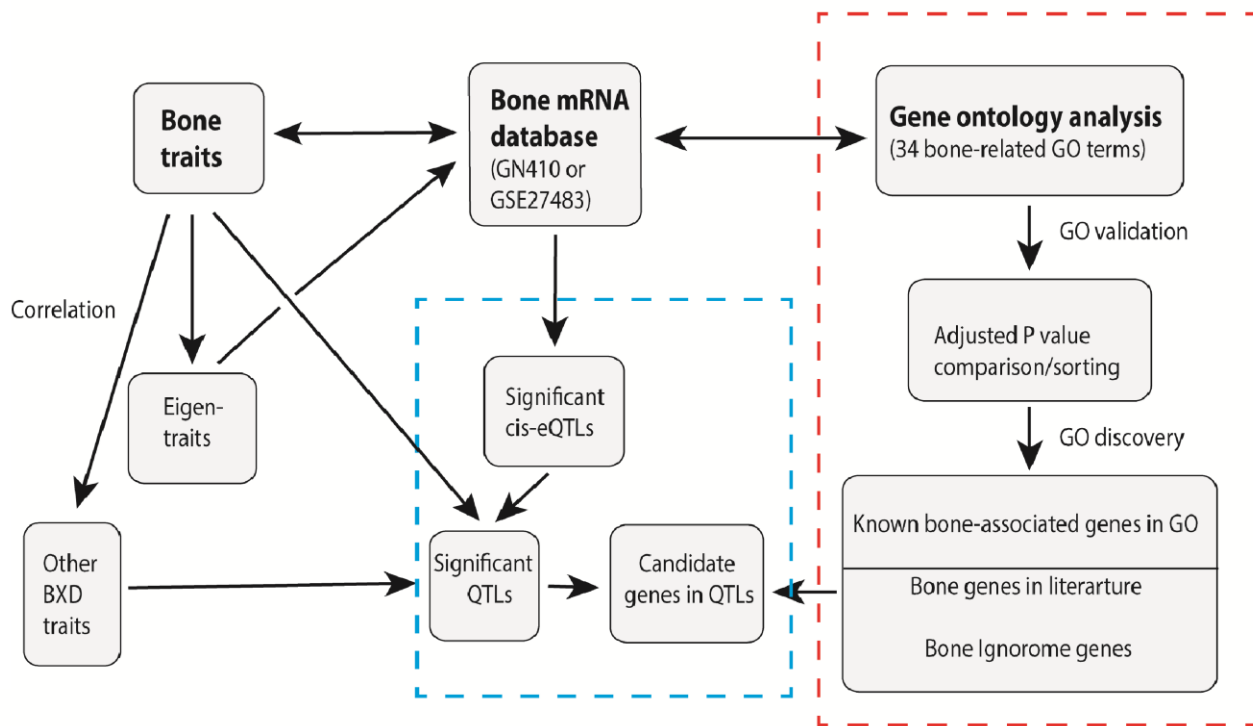 Bone
traits
Bone mRNA
database
(GN410 or
GSE27483)
Gene ontology analysis
(34 bone-related GO terms)
GO validation
Correlation
Adjusted P value
comparison/sorting
Eigen-
traits
Significant
cis-eQTLs
GO discovery
Known bone-associated genes in GO
Other
BXD
traits
Significant
QTLs
Candidate
genes in QTLs
Bone genes in literarture
Bone Ignorome genes